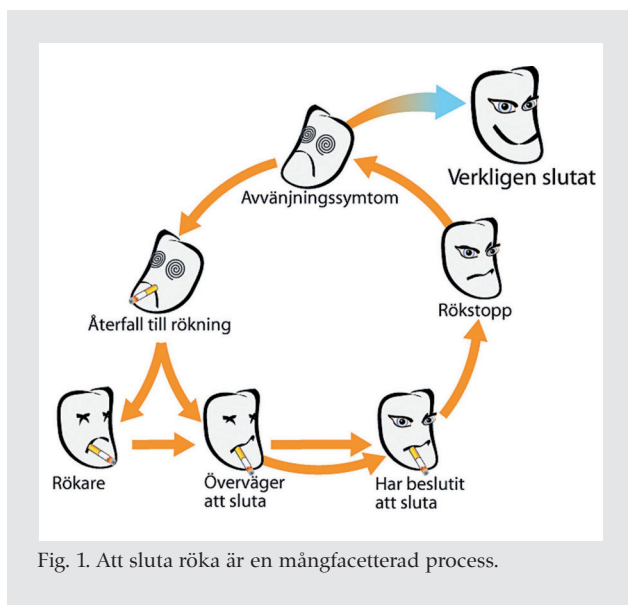 Verkligen slutat
Avvänjningssymtom
Rökstopp
Återfall till rökning
Rökare
Överväger
att sluta
Har beslutit
att sluta
Fig. 1. Att sluta röka är en mångfacetterad process.